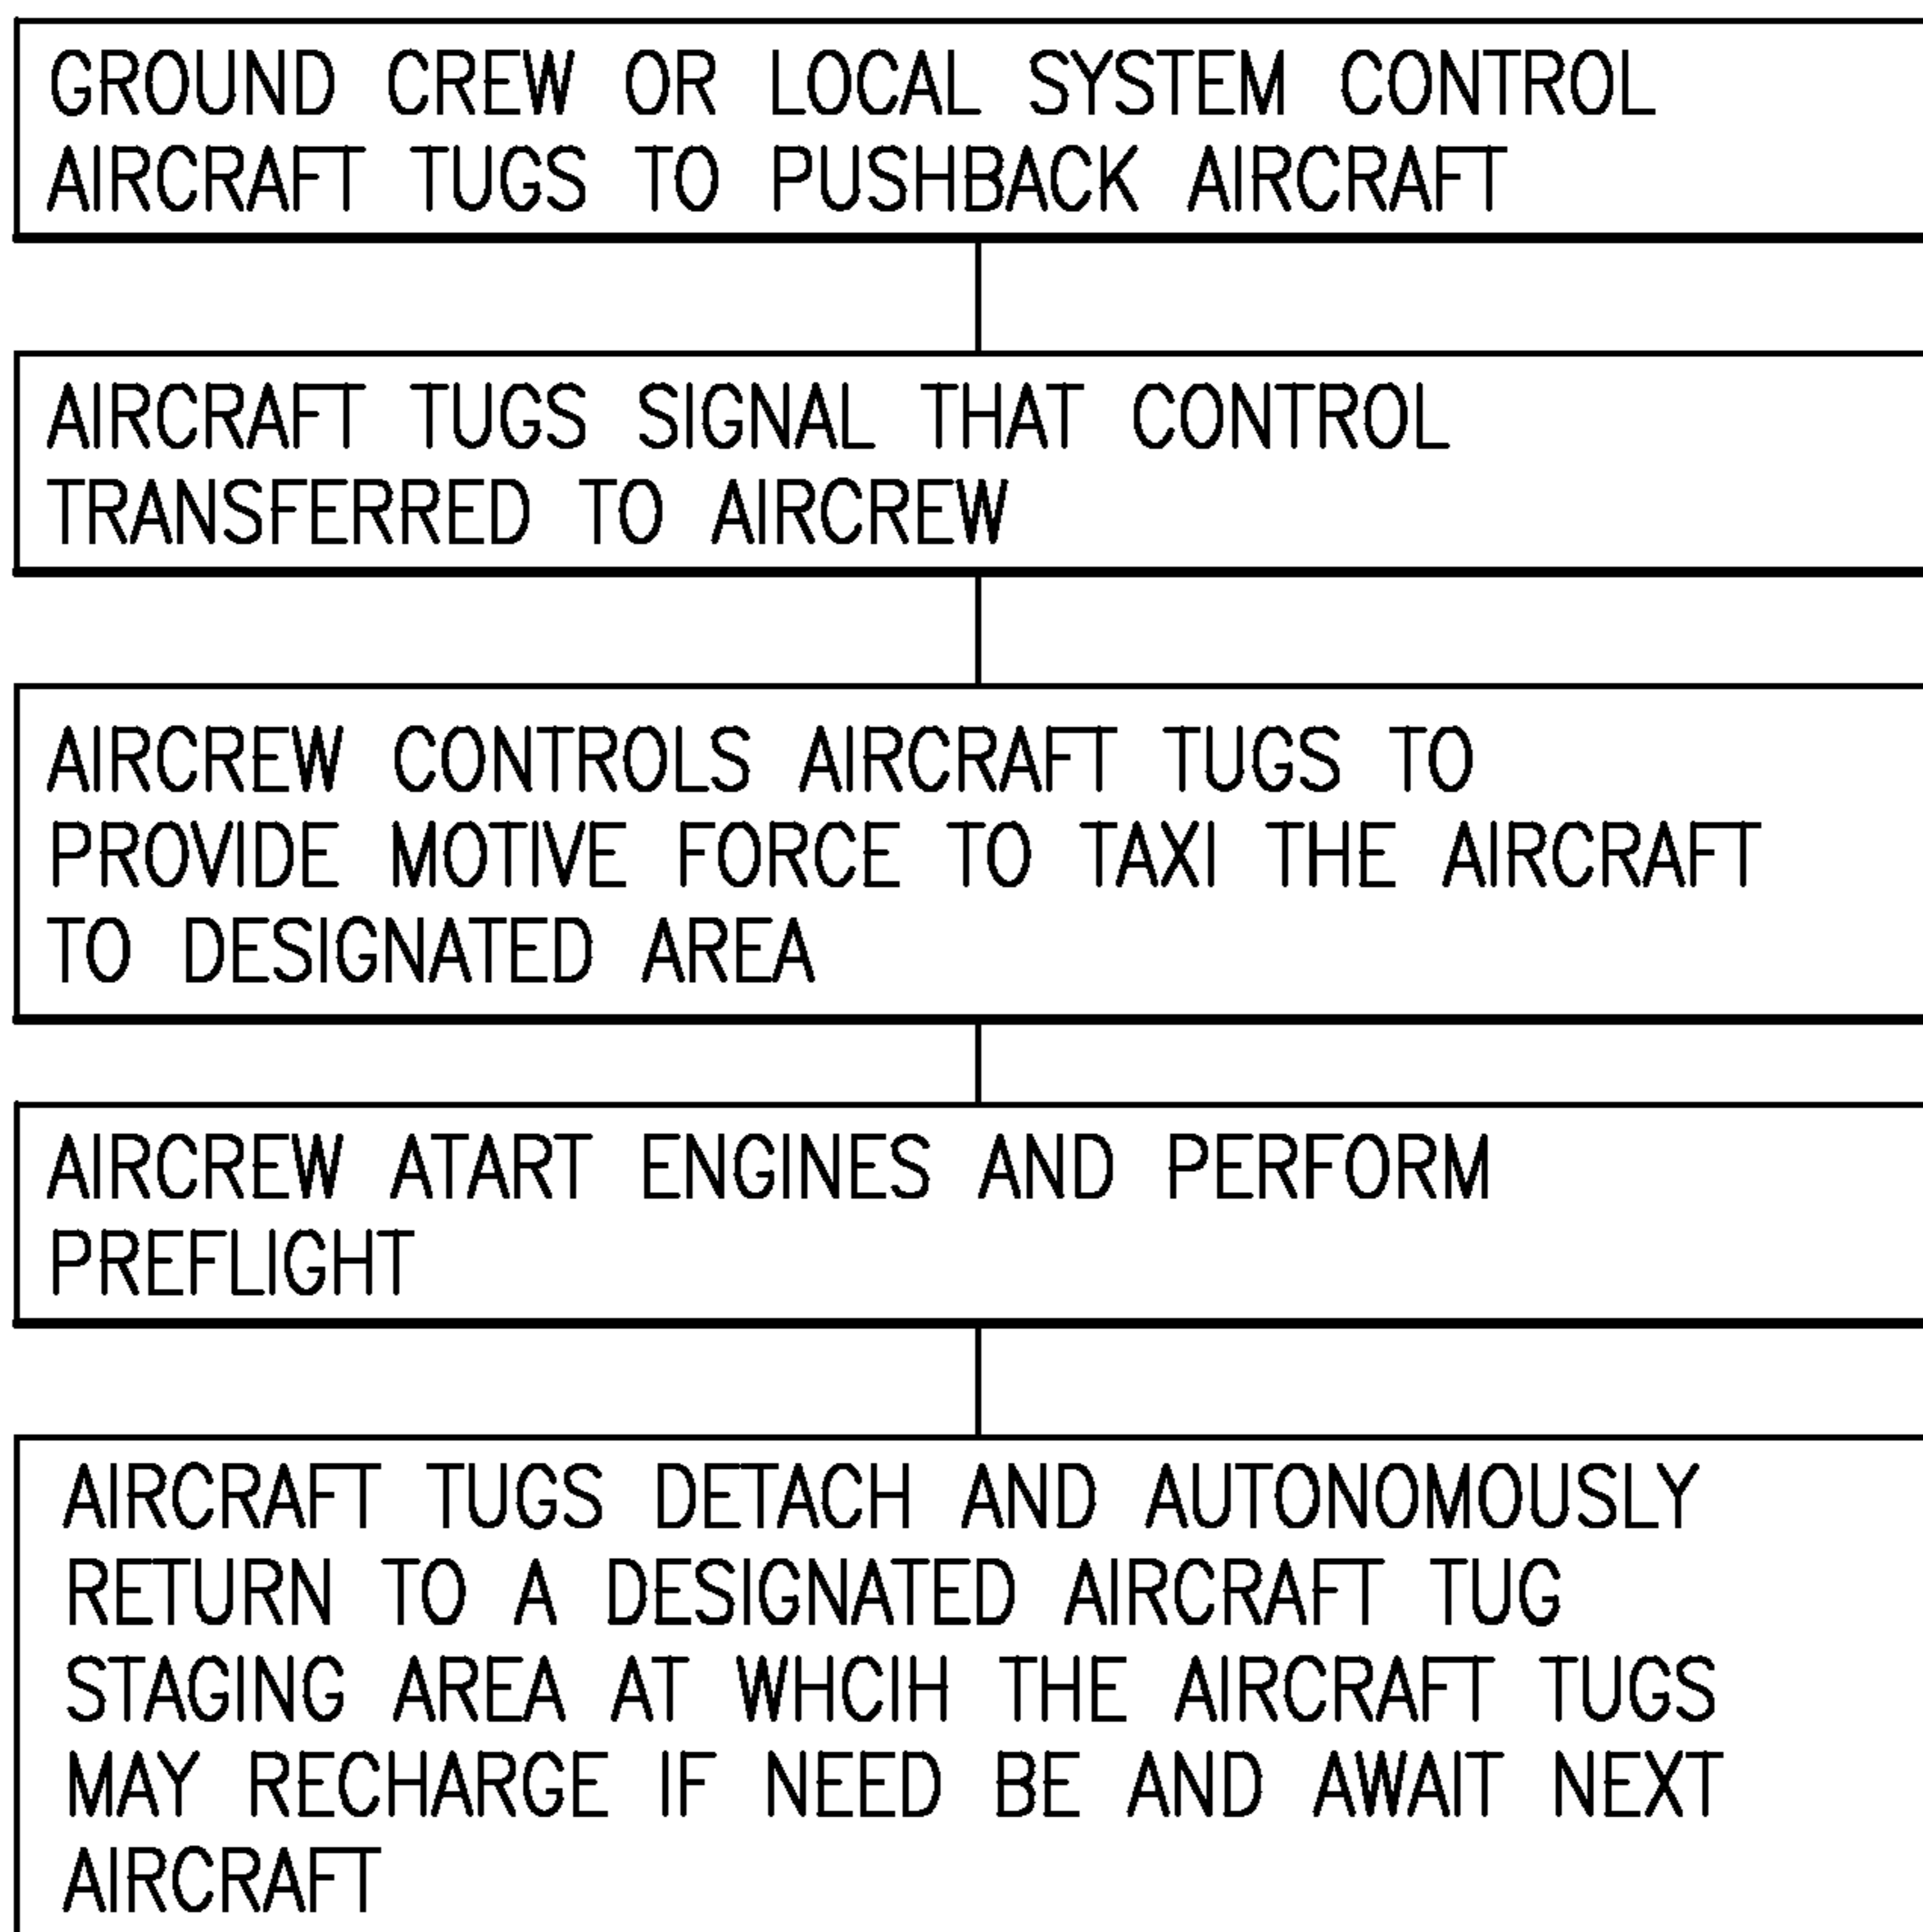 GROUND CREW OR LOCAL SYSTEM CONTROL
AIRCRAFT TUGS TO PUSHBACK AIRCRAFT
AIRCRAFT TUGS SIGNAL THAT CONTROL
TRANSFERRED TO AIRCREW
AIRCREW CONTROLS AIRCRAFT TUGS TO
PROVIDE MOTIVE FORCE TO TAXI THE AIRCRAFT
TO DESIGNATED AREA
AIRCREW ATART ENGINES AND PERFORM
PREFLIGHT
AIRCRAFT TUGS DETACH AND AUTONOMOUSLY
RETURN TO A DESIGNATED AIRCRAFT TUG
STAGING AREA AT WHCIH THE AIRCRAFT TUGS
MAY RECHARGE IF NEED BE AND AWAIT NEXT
AIRCRAFT